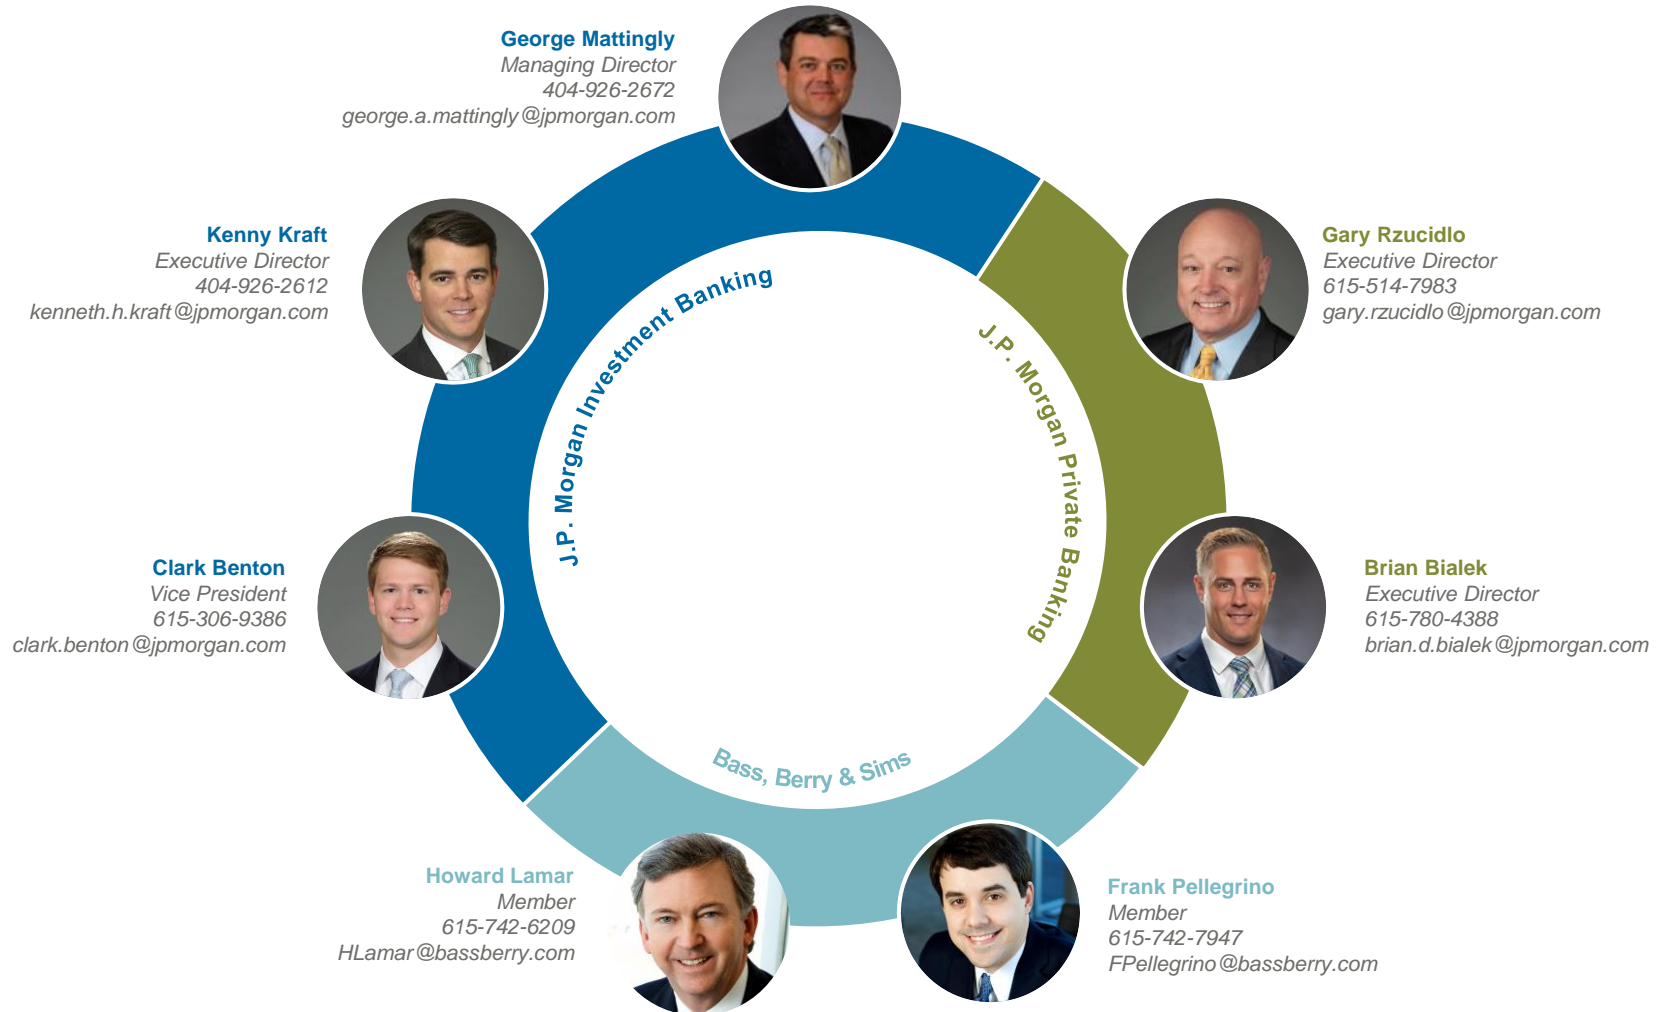 George Mattingly
Managing Director
404-926-2672
george.a.mattingly@jpmorgan.com
Kenny Kraft
Executive Director
404-926-2612
kenneth.h.kraft@jpmorgan.com
Gary Rzucidlo
Executive Director
615-514-7983
gary.rzucidlo@jpmorgan.com
J.P. Morgan Investment Banking
J.P. Morgan Private Banking
Clark Benton
Vice President
615-306-9386
clark.benton@jpmorgan.com
Brian Bialek
Executive Director
615-780-4388
brian.d.bialek@jpmorgan.com
Bass, Berry & Sims
Howard Lamar
Member
615-742-6209
HLamar@bassberry.com
Frank Pellegrino
Member
615-742-7947
FPellegrino@bassberry.com